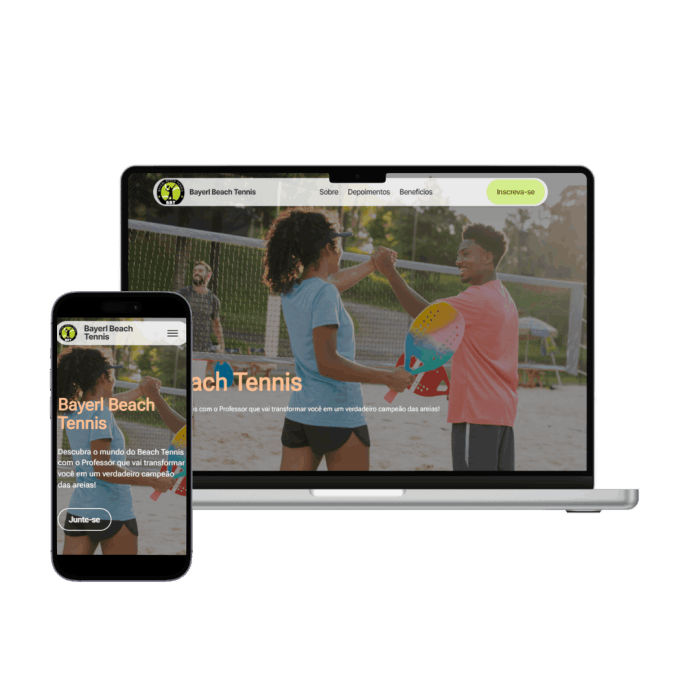 Bayerl Beach Tennis
Sobre
Depoimentos
Benefícios
Inscreva-se
ach Tennis
com o Professor que vai transformar você em um verdadeiro campeão das areias!
Bayerl Beach
Tennis
Bayerl Beach
Tennis
Descubra o mundo do Beach Tennis
com o Professor que vai transformar
você em um verdadeiro campeão
das areias!
Junte-se